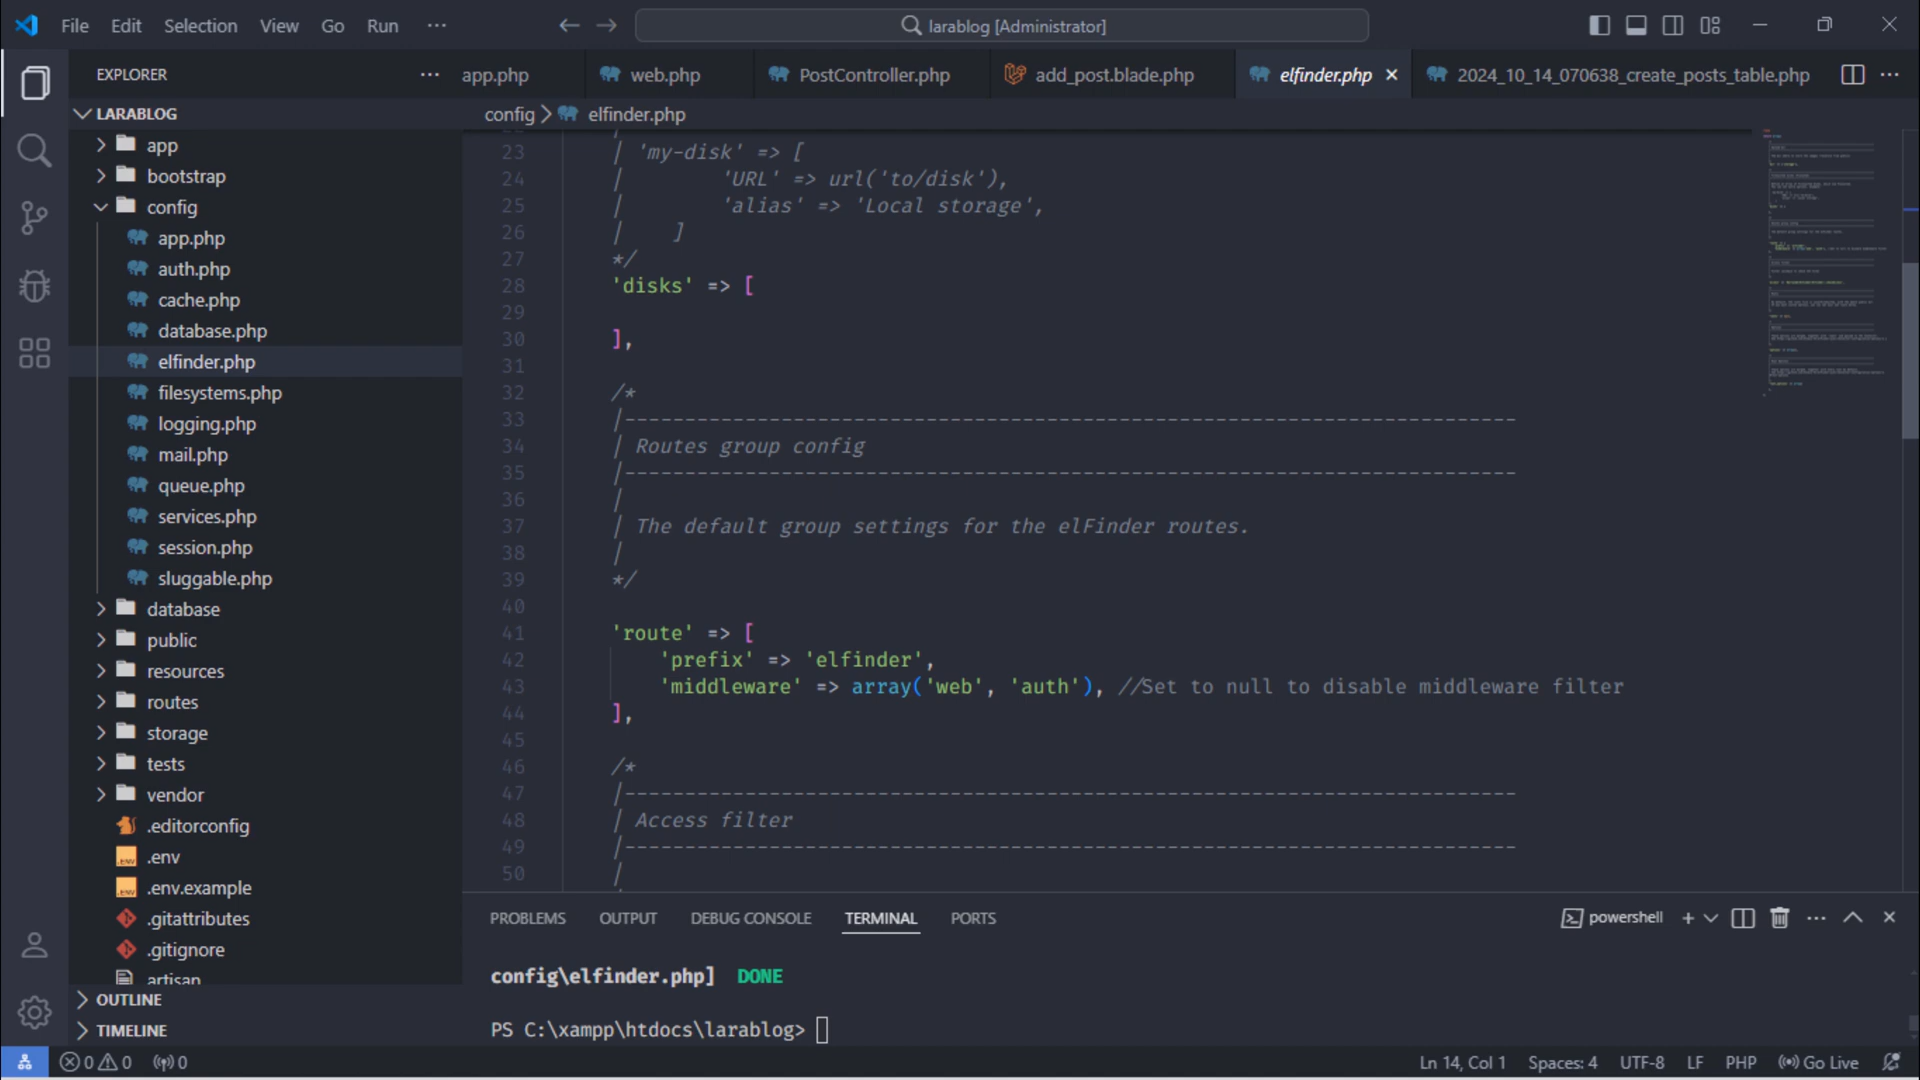 File Edit Selection View Go Run ···
larablog [Administrator]
EXPLORER ···
app.php web.php PostController.php add_post.blade.php elfinder.php 2024_10_14_070638_create_posts_table.php
LARABLOG
config > elfinder.php
app
bootstrap
config
app.php
auth.php
cache.php
database.php
elfinder.php
filesystems.php
logging.php
mail.php
queue.php
services.php
session.php
sluggable.php
database
public
resources
routes
storage
tests
vendor
.editorconfig
.env
.env.example
.gitattributes
.gitignore
artisan
OUTLINE
TIMELINE
23 | 'my-disk' => [
24 | 'URL' => url('to/disk'),
25 | 'alias' => 'Local storage',
26 | ]
27 */
28 'disks' => [
29
30 ],
31
32 /*
33 |--------------------------------------------------------------------------
34 | Routes group config
35 |--------------------------------------------------------------------------
36 |
37 | The default group settings for the elFinder routes.
38 |
39 */
40
41 'route' => [
42 'prefix' => 'elfinder',
43 'middleware' => array('web', 'auth'), //Set to null to disable middleware filter
44 ],
45
46 /*
47 |--------------------------------------------------------------------------
48 | Access filter
49 |--------------------------------------------------------------------------
50 |
PROBLEMS OUTPUT DEBUG CONSOLE TERMINAL PORTS
powershell
config\elfinder.php] DONE
PS C:\xampp\htdocs\larablog>
0 0 0
Ln 14, Col 1 Spaces: 4 UTF-8 LF PHP Go Live